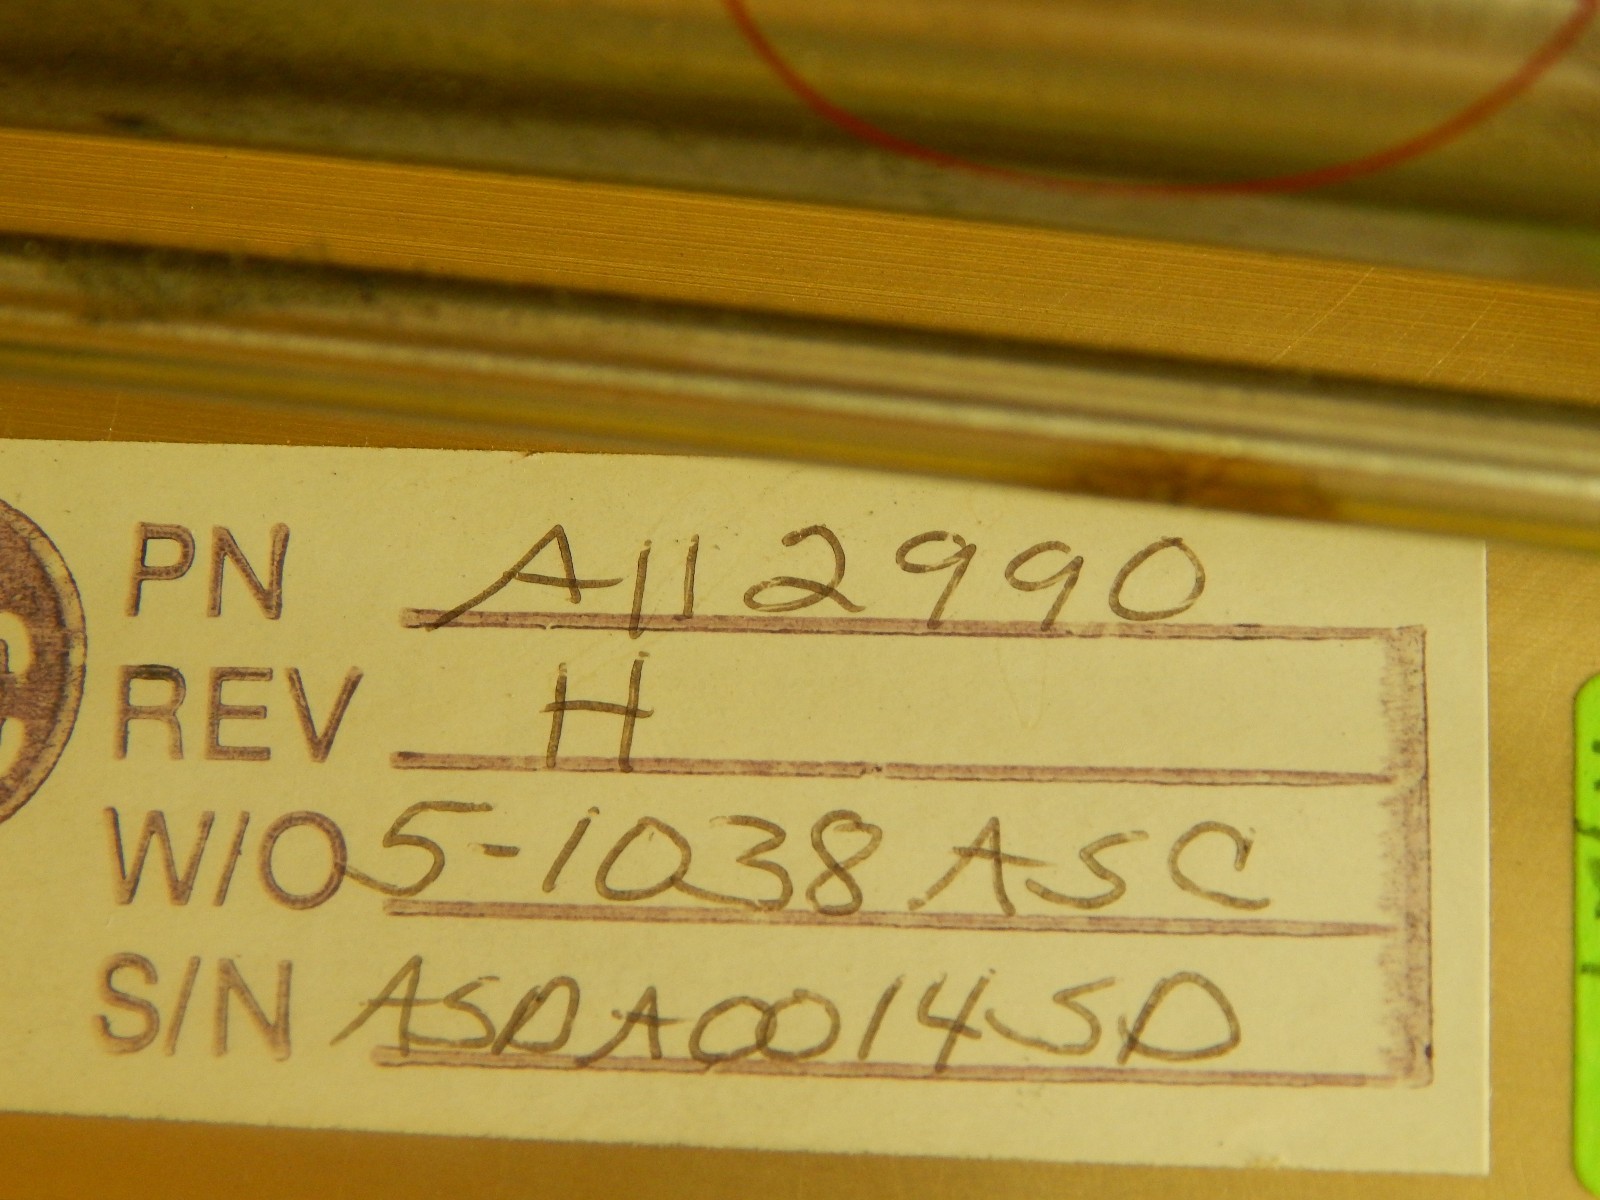 PN A112990
REV H
W/O 5-1038 ASC
S/N ASDA0014SD